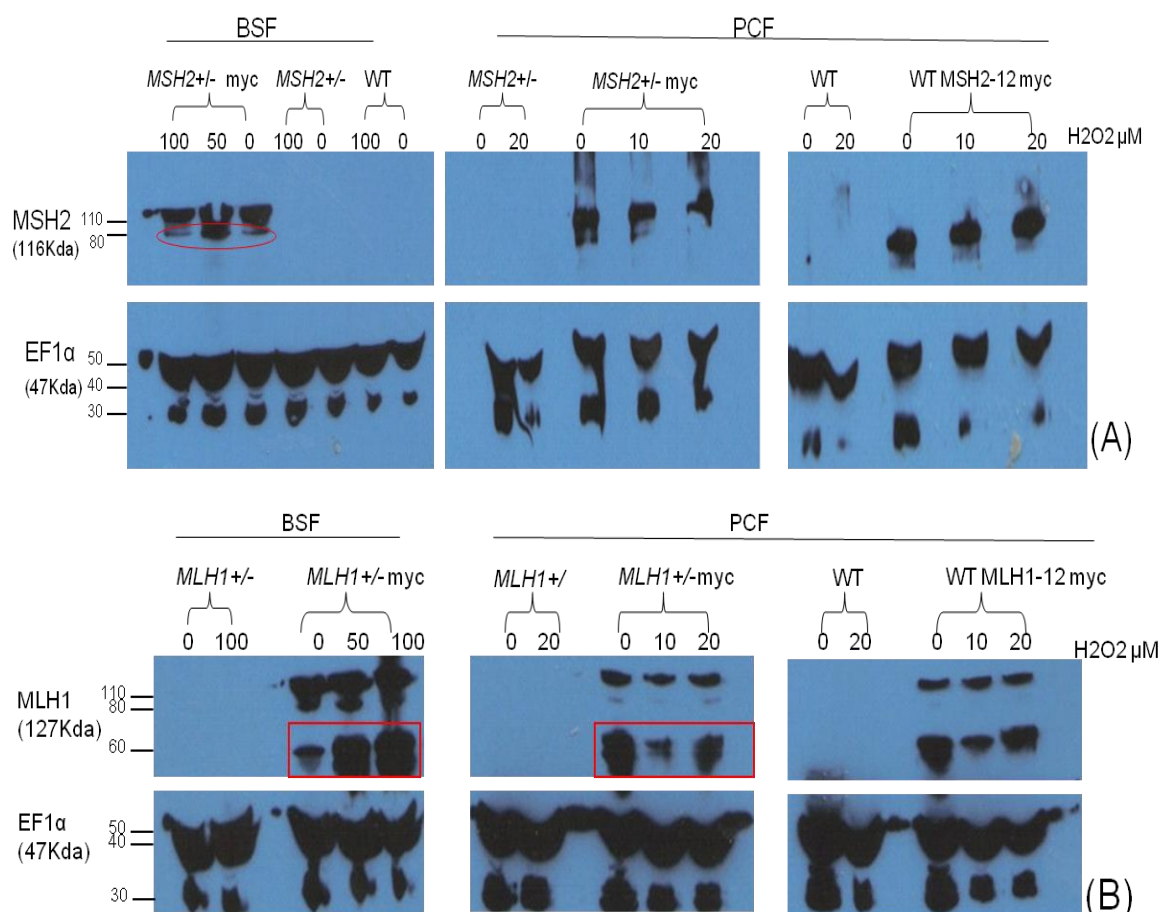 BSF PCF
MSH2+/- myc MSH2+/- WT MSH2+/- MSH2+/- myc WT WT MSH2-12 myc
100 50 0 100 0 100 0 0 20 0 10 20 0 20 0 10 20 H2O2 µM
MSH2
(116Kda)
110
80
EF1α
(47Kda)
50
40
30
(A)
BSF PCF
MLH1+/- MLH1+/- myc MLH1+/ MLH1+/-myc WT WT MLH1-12 myc
0 100 0 50 100 0 20 0 10 20 0 20 0 10 20 H2O2 µM
MLH1
(127Kda)
110
80
60
EF1α
(47Kda)
50
40
30
(B)